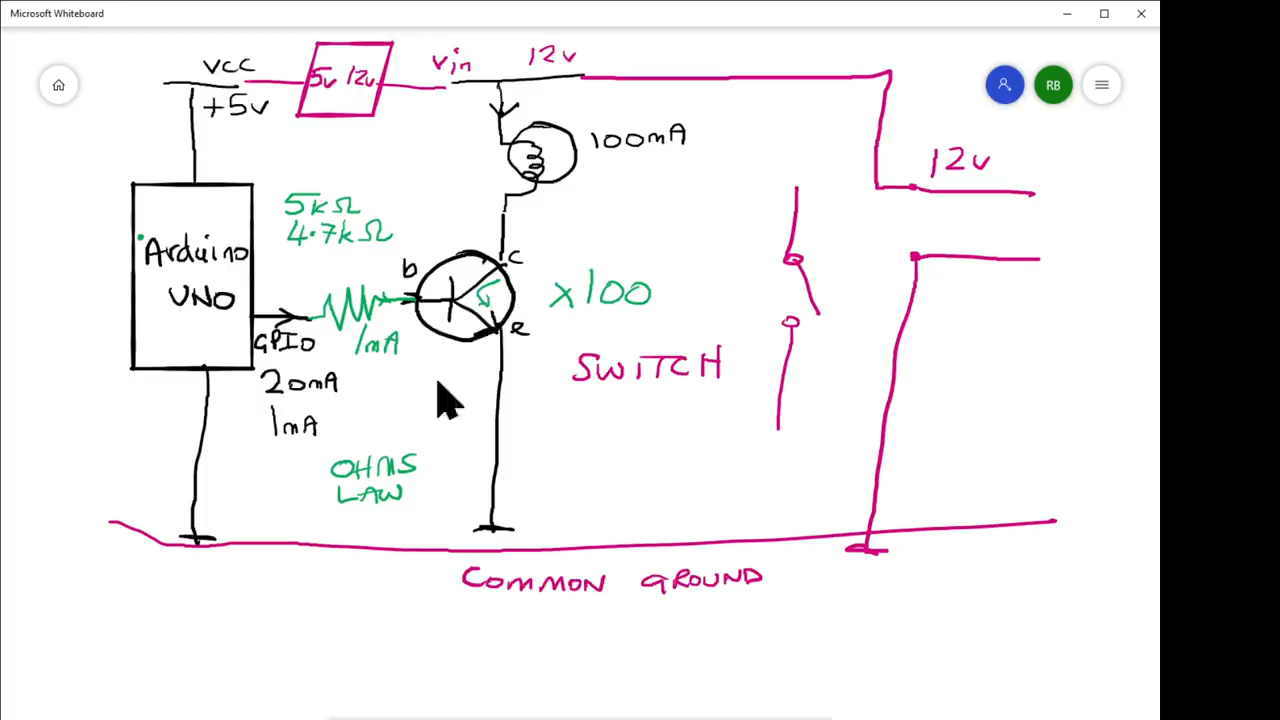 Microsoft Whiteboard
VCC
+5v
5v 12v
Vin
12v
RB
100mA
12v
5kΩ
4.7kΩ
Arduino
UNO
b
c
e
x100
GPIO
1mA
20mA
1mA
SWITCH
OHMS
LAW
COMMON GROUND